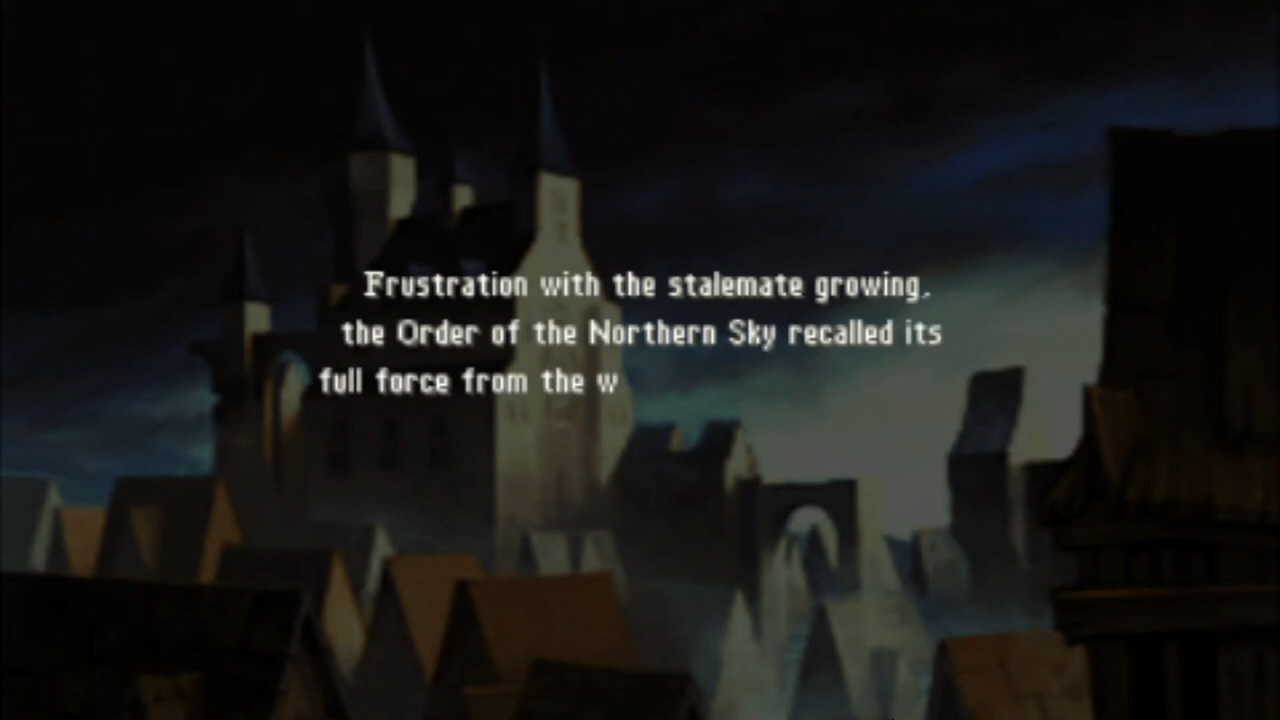 Frustration with the stalemate growing,
the Order of the Northern Sky recalled its
full force from the w